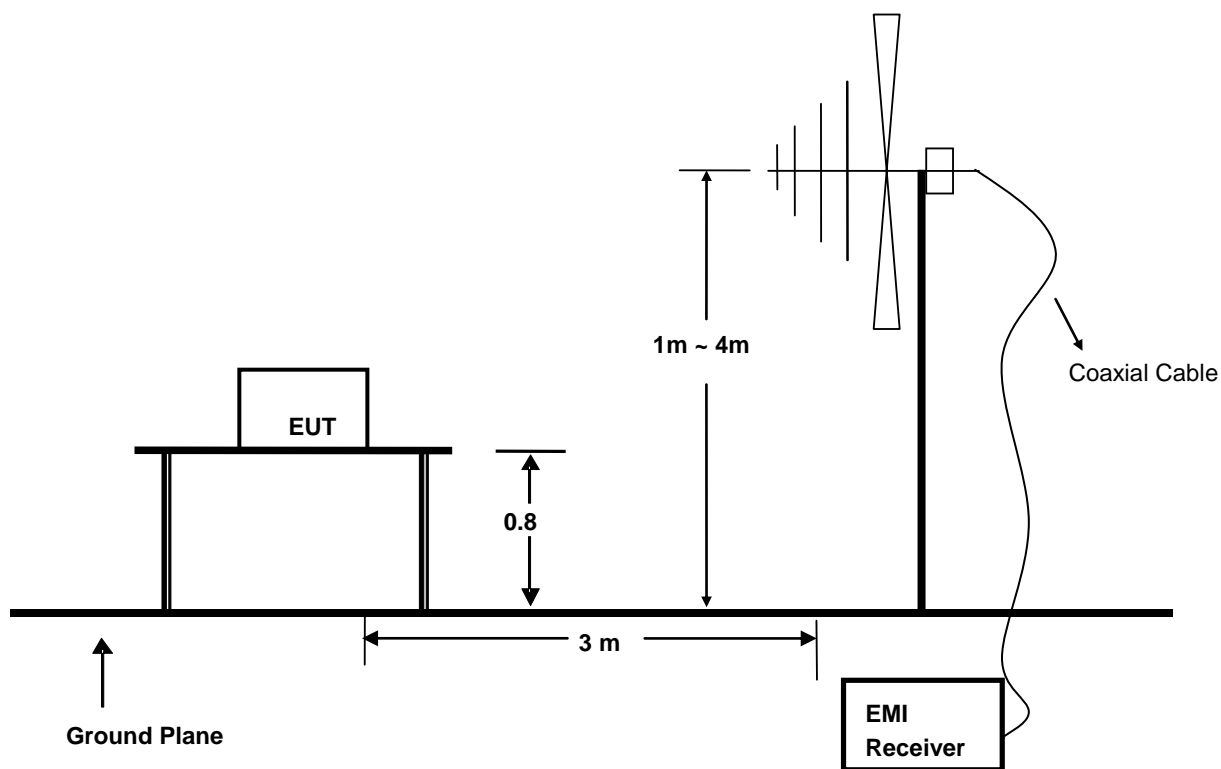 1m ~ 4m
Coaxial Cable
EUT
0.8
3 m
Ground Plane
EMI
Receiver